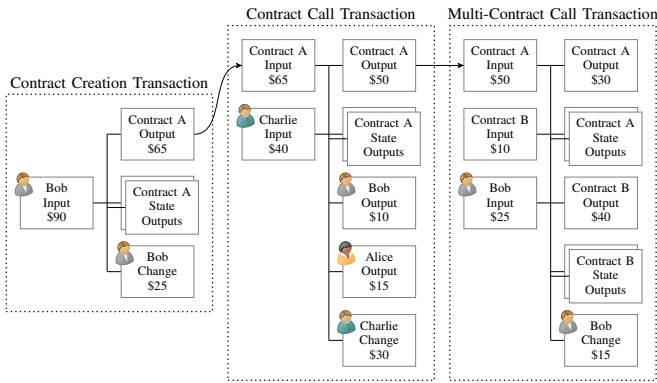 Contract Creation Transaction
Bob
Input
$90
Contract A
Output
$65
Contract A
State
Outputs
Bob
Change
$25
Contract Call Transaction
Contract A
Input
$65
Charlie
Input
$40
Contract A
Output
$50
Contract A
State
Outputs
Bob
Output
$10
Alice
Output
$15
Charlie
Change
$30
Multi-Contract Call Transaction
Contract A
Input
$50
Contract B
Input
$10
Bob
Input
$25
Contract A
Output
$30
Contract A
State
Outputs
Contract B
Output
$40
Contract B
State
Outputs
Bob
Change
$15